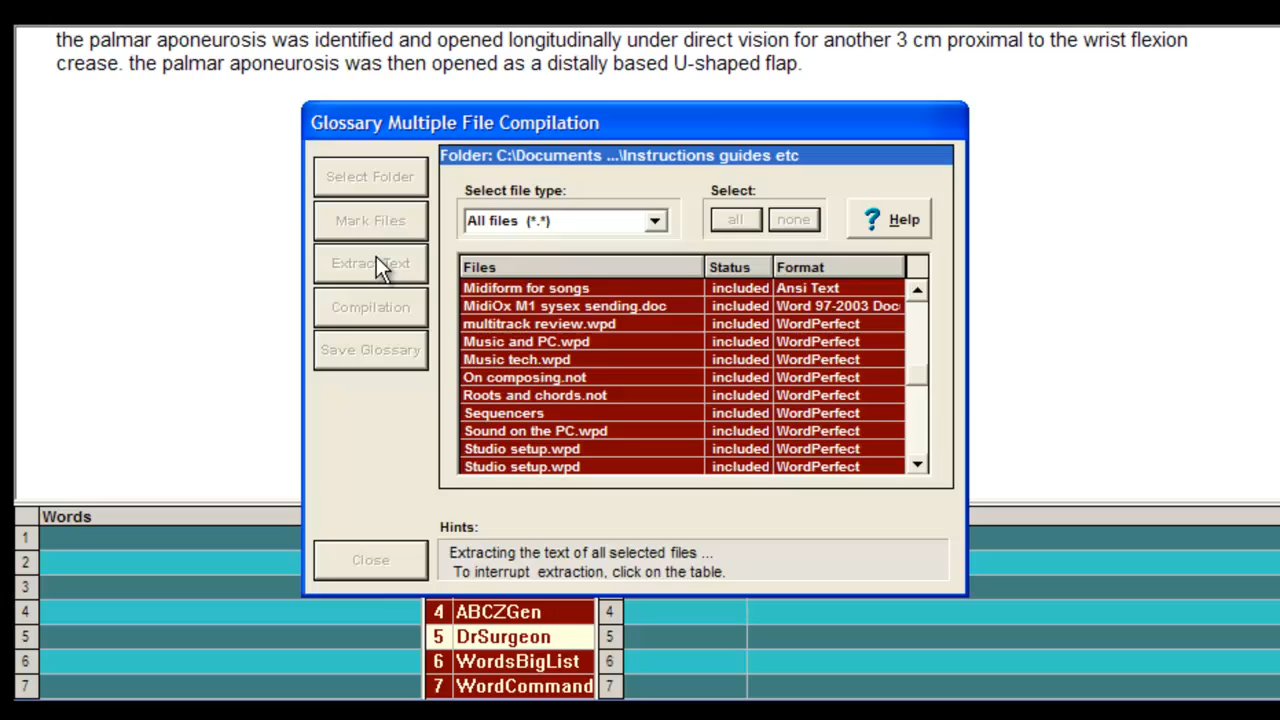 the palmar aponeurosis was identified and opened longitudinally under direct vision for another 3 cm proximal to the wrist flexion
crease. the palmar aponeurosis was then opened as a distally based U-shaped flap.
Glossary Multiple File Compilation
Folder: C:\Documents ...\Instructions guides etc
Select Folder
Mark Files
Extract Text
Compilation
Save Glossary
Close
Select file type:
All files (*.*)
Select:
all none
Help
Files Status Format
Midiform for songs included Ansi Text
MidiOx M1 sysex sending.doc included Word 97-2003 Doc
multitrack review.wpd included WordPerfect
Music and PC.wpd included WordPerfect
Music tech.wpd included WordPerfect
On composing.not included WordPerfect
Roots and chords.not included WordPerfect
Sequencers included WordPerfect
Sound on the PC.wpd included WordPerfect
Studio setup.wpd included WordPerfect
Studio setup.wpd included WordPerfect
Hints:
Extracting the text of all selected files ...
To interrupt extraction, click on the table.
Words
1
2
3
4 4 ABCZGen 4
5 5 DrSurgeon 5
6 6 WordsBigList 6
7 7 WordCommand 7